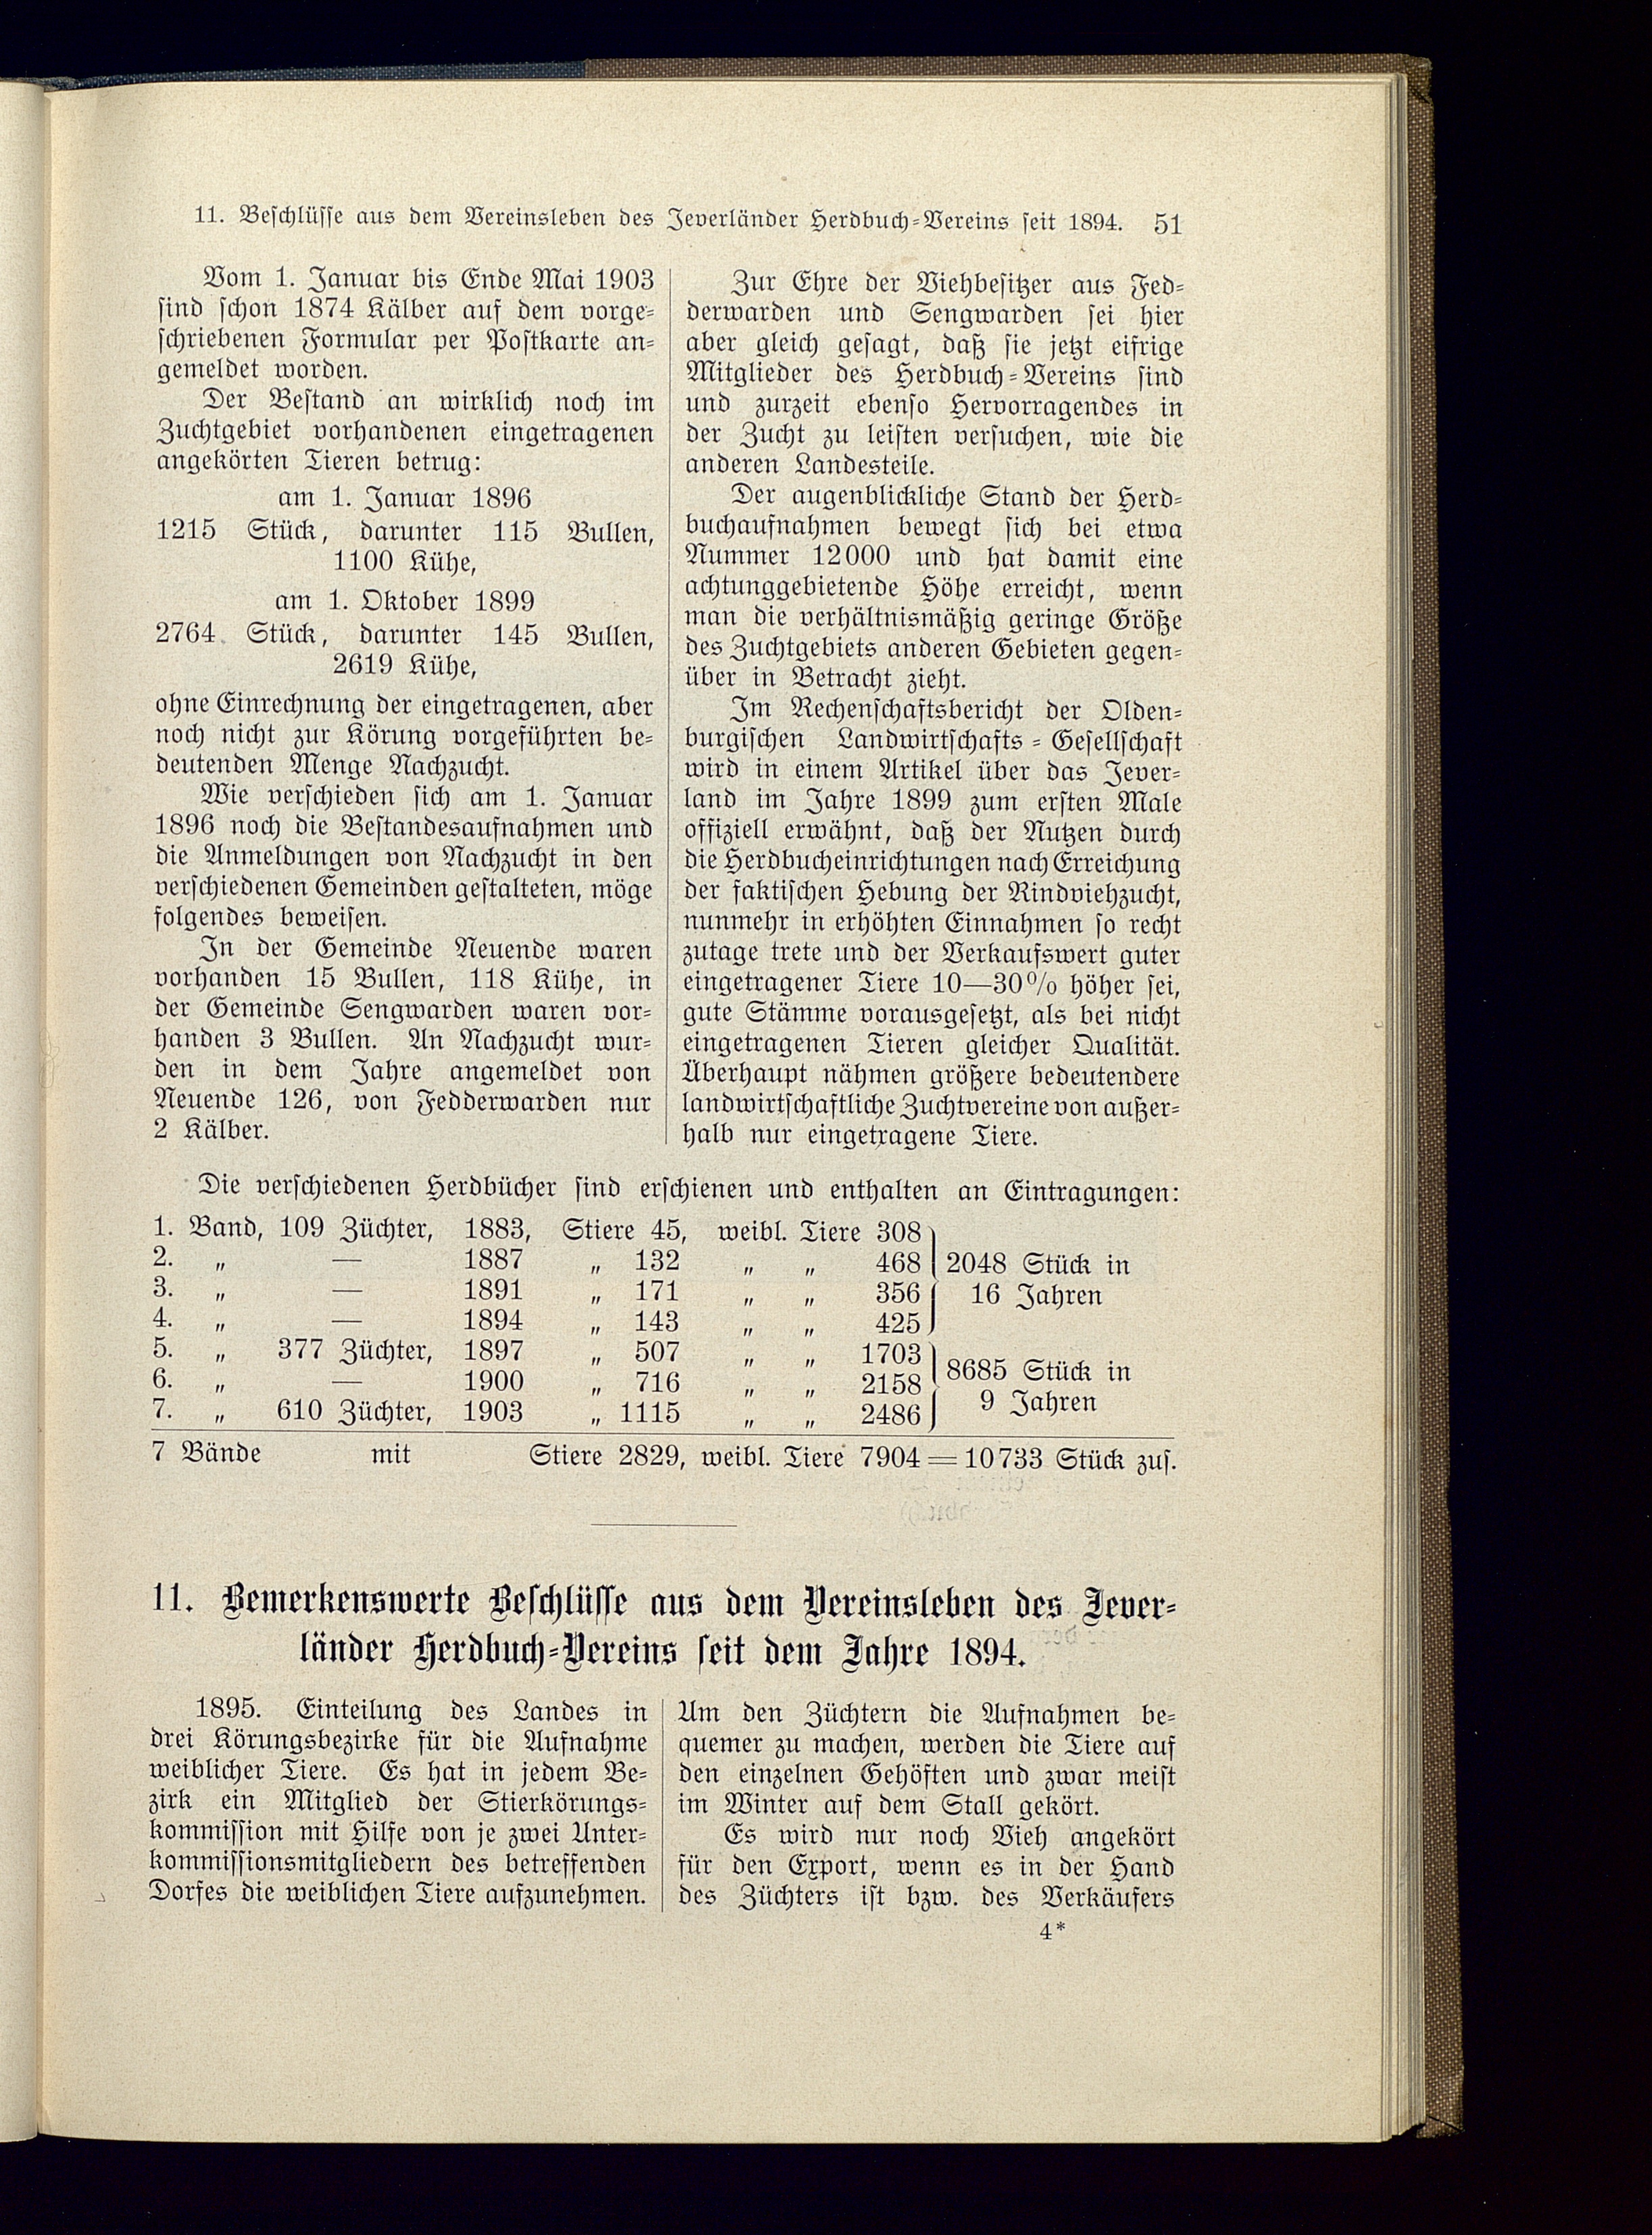 11. Beschlüsse aus dem Vereinsleben des Jeverländer Herdbuch-Vereins seit 1894. 51
Vom 1. Januar bis Ende Mai 1903
sind schon 1874 Kälber auf dem vorge-
schriebenen Formular per Postkarte an-
gemeldet worden.
Der Bestand an wirklich noch im
Zuchtgebiet vorhandenen eingetragenen
angekörten Tieren betrug:
am 1. Januar 1896
1215 Stück, darunter 115 Bullen,
1100 Kühe,
am 1. Oktober 1899
2764 Stück, darunter 145 Bullen,
2619 Kühe,
ohne Einrechnung der eingetragenen, aber
noch nicht zur Körung vorgeführten be-
deutenden Menge Nachzucht.
Wie verschieden sich am 1. Januar
1896 noch die Bestandesaufnahmen und
die Anmeldungen von Nachzucht in den
verschiedenen Gemeinden gestalteten, möge
folgendes beweisen.
In der Gemeinde Neuende waren
vorhanden 15 Bullen, 118 Kühe, in
der Gemeinde Sengwarden waren vor-
handen 3 Bullen. An Nachzucht wur-
den in dem Jahre angemeldet von
Neuende 126, von Fedderwarden nur
2 Kälber.
Zur Ehre der Viehbesitzer aus Fed-
derwarden und Sengwarden sei hier
aber gleich gesagt, daß sie jetzt eifrige
Mitglieder des Herdbuch-Vereins sind
und zurzeit ebenso Hervorragendes in
der Zucht zu leisten versuchen, wie die
anderen Landesteile.
Der augenblickliche Stand der Herd-
buchaufnahmen bewegt sich bei etwa
Nummer 12000 und hat damit eine
achtunggebietende Höhe erreicht, wenn
man die verhältnismäßig geringe Größe
des Zuchtgebiets anderen Gebieten gegen-
über in Betracht zieht.
Im Rechenschaftsbericht der Olden-
burgischen Landwirtschafts-Gesellschaft
wird in einem Artikel über das Jever-
land im Jahre 1899 zum ersten Male
offiziell erwähnt, daß der Nutzen durch
die Herdbucheinrichtungen nach Erreichung
der faktischen Hebung der Rindviehzucht,
nunmehr in erhöhten Einnahmen so recht
zutage trete und der Verkaufswert guter
eingetragener Tiere 10—30% höher sei,
gute Stämme vorausgesetzt, als bei nicht
eingetragenen Tieren gleicher Qualität.
Überhaupt nähmen größere bedeutendere
landwirtschaftliche Zuchtvereine von außer-
halb nur eingetragene Tiere.
Die verschiedenen Herdbücher sind erschienen und enthalten an Eintragungen:
1. Band, 109 Züchter, 1883, Stiere 45, weibl. Tiere 308
2. „ — 1887 „ 132 „ „ 468 2048 Stück in
3. „ — 1891 „ 171 „ „ 356 16 Jahren
4. „ — 1894 „ 143 „ „ 425
5. „ 377 Züchter, 1897 „ 507 „ „ 1703
6. „ — 1900 „ 716 „ „ 2158 8685 Stück in
7. „ 610 Züchter, 1903 „ 1115 „ „ 2486 9 Jahren
7 Bände mit Stiere 2829, weibl. Tiere 7904 = 10733 Stück zus.
11. Bemerkenswerte Beschlüsse aus dem Vereinsleben des Jever-
länder Herdbuch-Vereins seit dem Jahre 1894.
1895. Einteilung des Landes in
drei Körungsbezirke für die Aufnahme
weiblicher Tiere. Es hat in jedem Be-
zirk ein Mitglied der Stierkörungs-
kommission mit Hilfe von je zwei Unter-
kommissionsmitgliedern des betreffenden
Dorfes die weiblichen Tiere aufzunehmen.
Um den Züchtern die Aufnahmen be-
quemer zu machen, werden die Tiere auf
den einzelnen Gehöften und zwar meist
im Winter auf dem Stall gekört.
Es wird nur noch Vieh angekört
für den Export, wenn es in der Hand
des Züchters ist bzw. des Verkäufers
4*